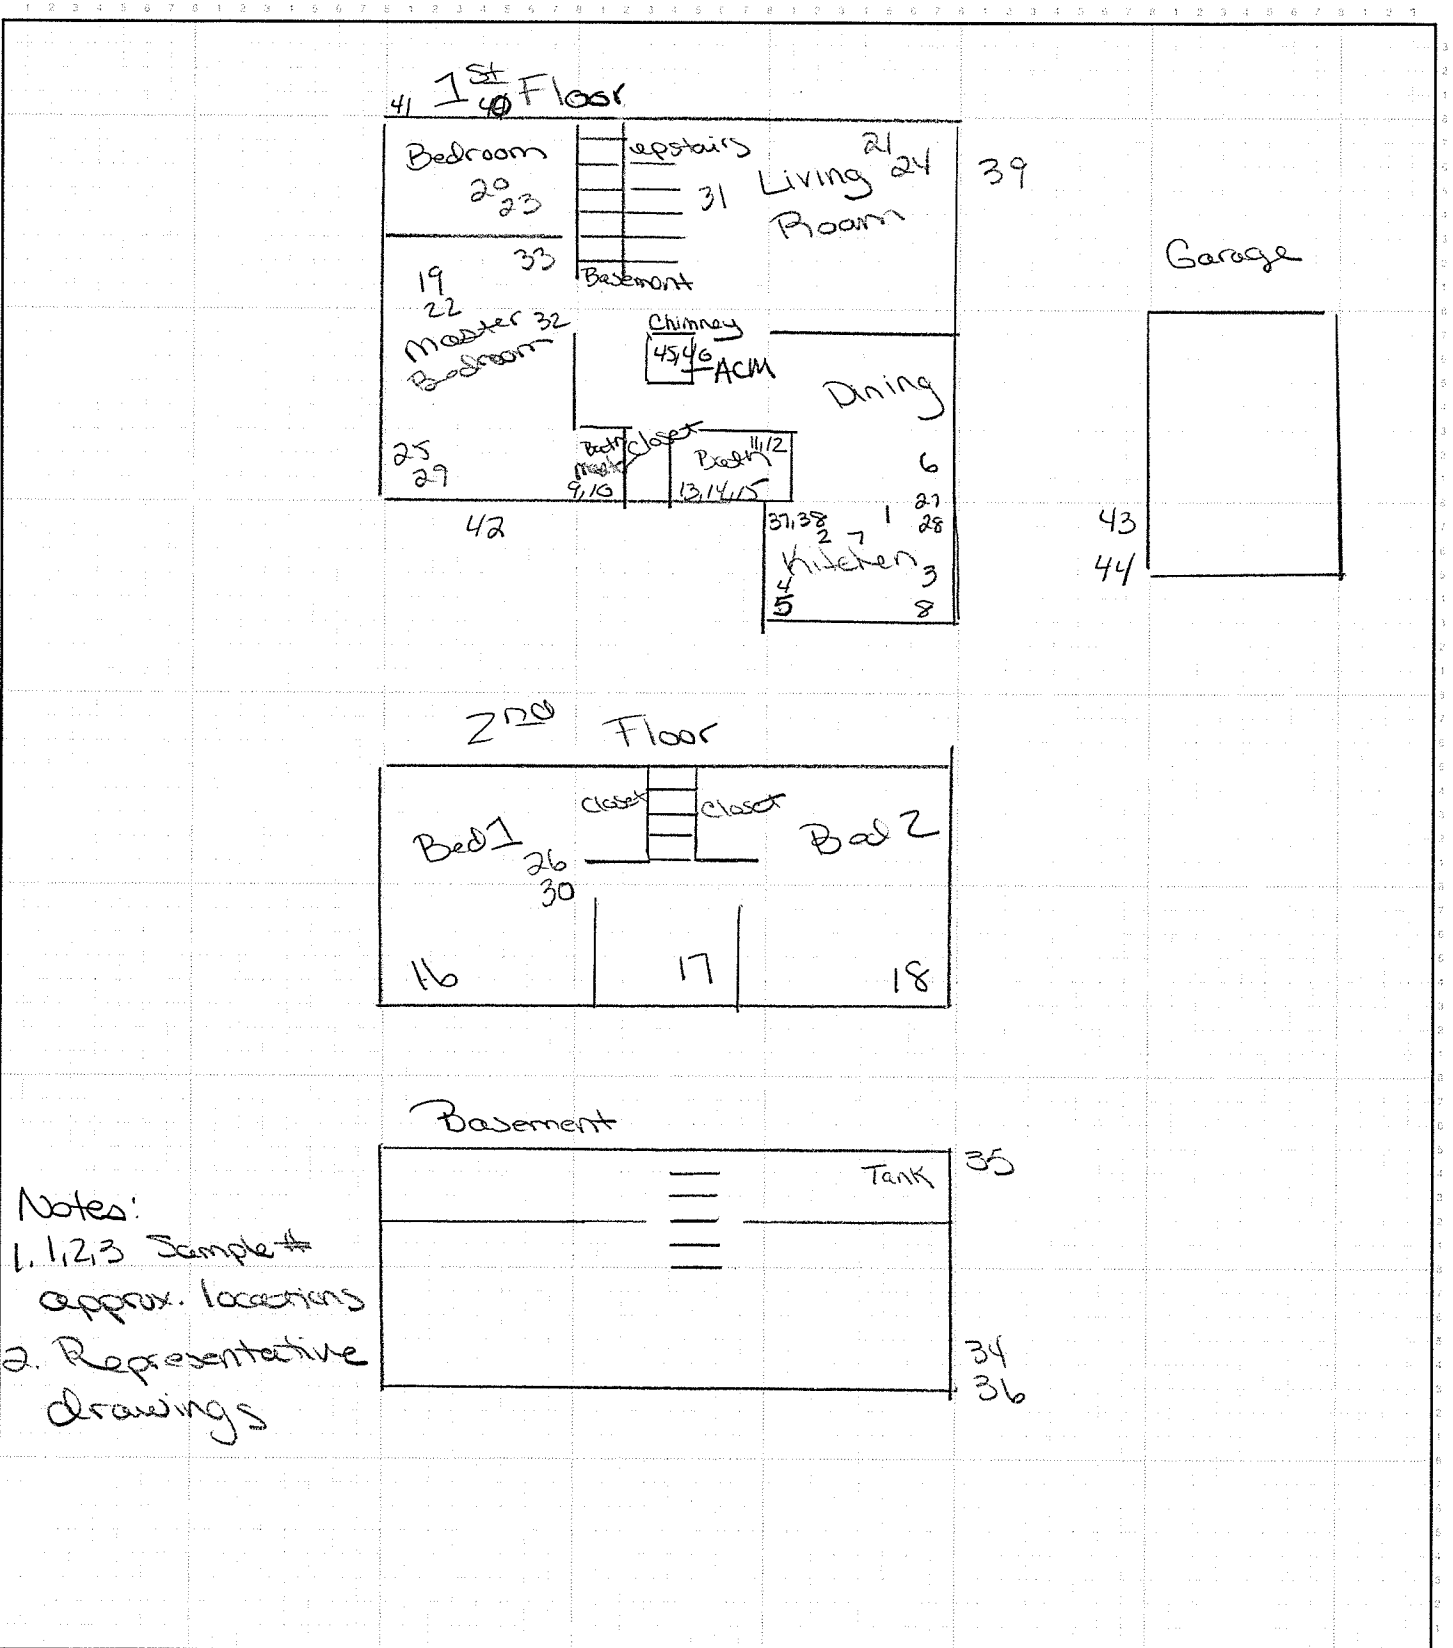 1st Floor
41 40
Bedroom
upstairs
21
24
39
20
23
31
Living
Room
33
Basement
Garage
19
22
Master 32
Bedroom
Chimney
45,46
ACM
Dining
25
29
Bath
Master
9,10
Closet
Bath 11,12
13,14,15
6
27
28
42
37,38
1
2 7
Kitchen
3
4
5
8
43
44
2nd Floor
Closet
Closet
Bed 1
Bed 2
26
30
16
17
18
Basement
Tank
35
34
36
Notes:
1. 1,2,3 Sample #
approx. locations
2. Representative
drawings